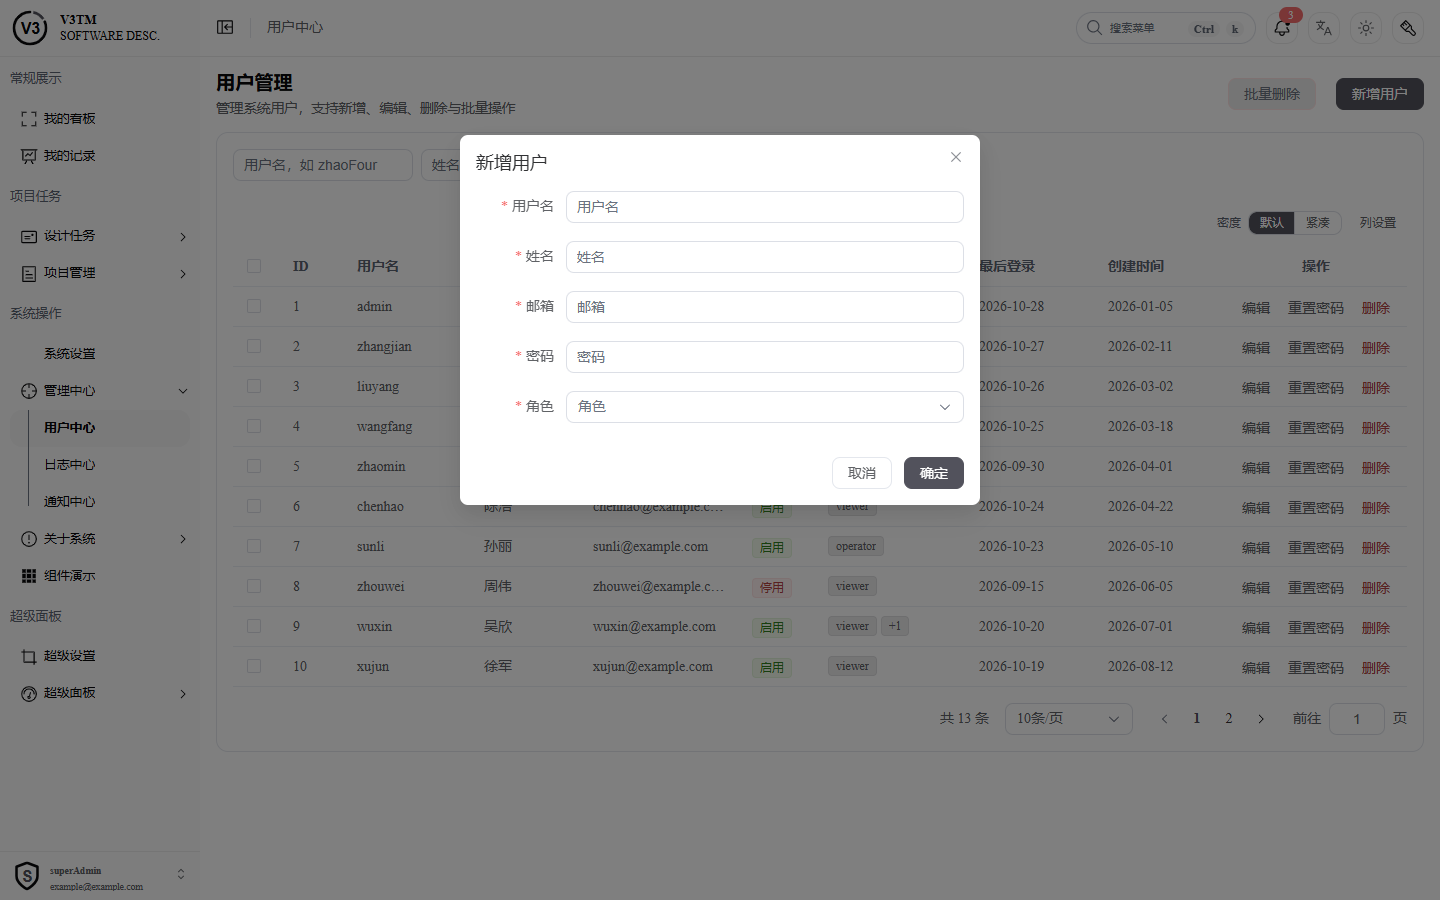 V3
V3TM
SOFTWARE DESC.
用户中心
搜索菜单
Ctrl
k
3
常规展示
我的看板
我的记录
项目任务
设计任务
项目管理
系统操作
系统设置
管理中心
用户中心
日志中心
通知中心
关于系统
组件演示
超级面板
超级设置
超级面板
S
superAdmin
example@example.com
用户管理
管理系统用户，支持新增、编辑、删除与批量操作
批量删除
新增用户
用户名，如 zhaoFour
姓名
密度
默认
紧凑
列设置
ID 用户名 最后登录 创建时间 操作
1 admin 2026-10-28 2026-01-05 编辑 重置密码 删除
2 zhangjian 2026-10-27 2026-02-11 编辑 重置密码 删除
3 liuyang 2026-10-26 2026-03-02 编辑 重置密码 删除
4 wangfang 2026-10-25 2026-03-18 编辑 重置密码 删除
5 zhaomin 2026-09-30 2026-04-01 编辑 重置密码 删除
6 chenhao 陈浩 chenhao@example.c... 启用 viewer 2026-10-24 2026-04-22 编辑 重置密码 删除
7 sunli 孙丽 sunli@example.com 启用 operator 2026-10-23 2026-05-10 编辑 重置密码 删除
8 zhouwei 周伟 zhouwei@example.c... 停用 viewer 2026-09-15 2026-06-05 编辑 重置密码 删除
9 wuxin 吴欣 wuxin@example.com 启用 viewer +1 2026-10-20 2026-07-01 编辑 重置密码 删除
10 xujun 徐军 xujun@example.com 启用 viewer 2026-10-19 2026-08-12 编辑 重置密码 删除
共 13 条
10条/页
1
2
前往 1 页
新增用户
* 用户名 用户名
* 姓名 姓名
* 邮箱 邮箱
* 密码 密码
* 角色 角色
取消
确定